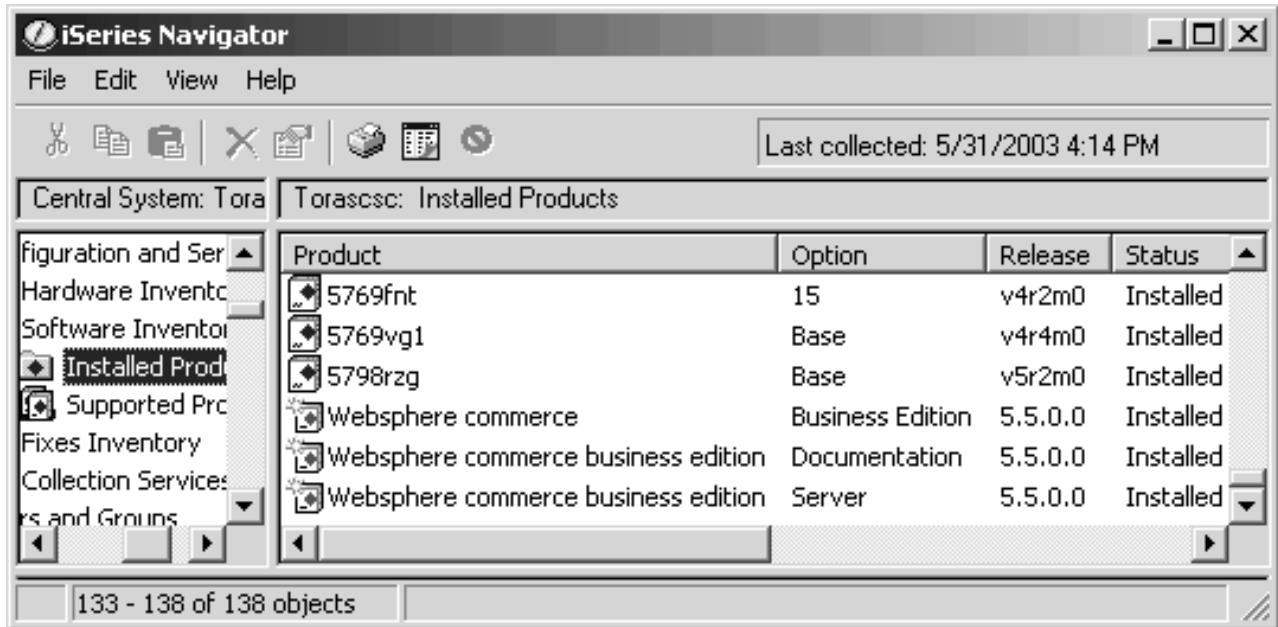 iSeries Navigator
File Edit View Help
Last collected: 5/31/2003 4:14 PM
Central System: Tora
Torascsc: Installed Products
figuration and Ser
Hardware Invento
Software Inventor
Installed Produ
Supported Pro
Fixes Inventory
Collection Services
rs and Groups
Product Option Release Status
5769fnt 15 v4r2m0 Installed
5769vg1 Base v4r4m0 Installed
5798rzg Base v5r2m0 Installed
Websphere commerce Business Edition 5.5.0.0 Installed
Websphere commerce business edition Documentation 5.5.0.0 Installed
Websphere commerce business edition Server 5.5.0.0 Installed
133 - 138 of 138 objects